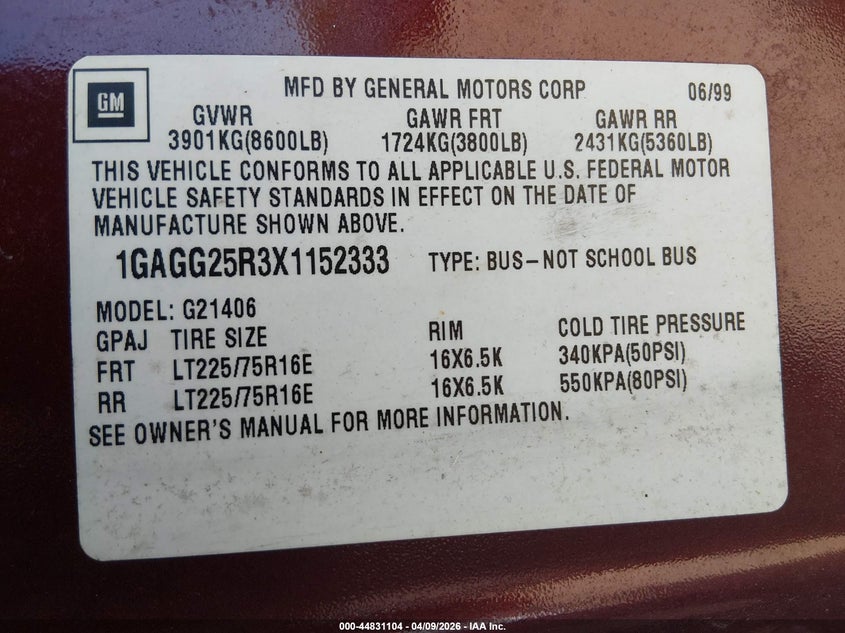 GM
MFD BY GENERAL MOTORS CORP 06/99
GVWR GAWR FRT GAWR RR
3901KG(8600LB) 1724KG(3800LB) 2431KG(5360LB)
THIS VEHICLE CONFORMS TO ALL APPLICABLE U.S. FEDERAL MOTOR
VEHICLE SAFETY STANDARDS IN EFFECT ON THE DATE OF
MANUFACTURE SHOWN ABOVE.
1GAGG25R3X1152333 TYPE: BUS-NOT SCHOOL BUS
MODEL: G21406
GPAJ TIRE SIZE RIM COLD TIRE PRESSURE
FRT LT225/75R16E 16X6.5K 340KPA(50PSI)
RR LT225/75R16E 16X6.5K 550KPA(80PSI)
SEE OWNER'S MANUAL FOR MORE INFORMATION.
000-44831104 - 04/09/2026 - IAA Inc.